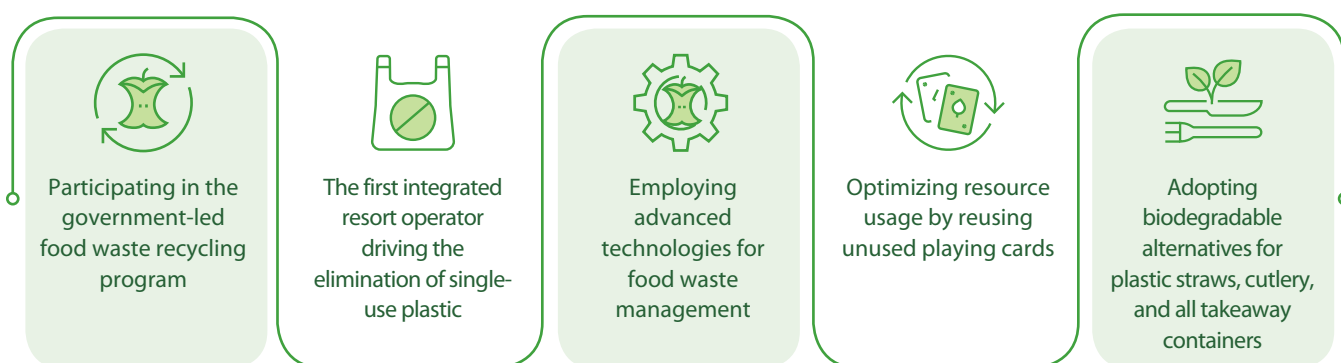 Participating in the
government-led
food waste recycling
program
The first integrated
resort operator
driving the
elimination of single-
use plastic
Employing
advanced
technologies for
food waste
management
Optimizing resource
usage by reusing
unused playing cards
Adopting
biodegradable
alternatives for
plastic straws, cutlery,
and all takeaway
containers